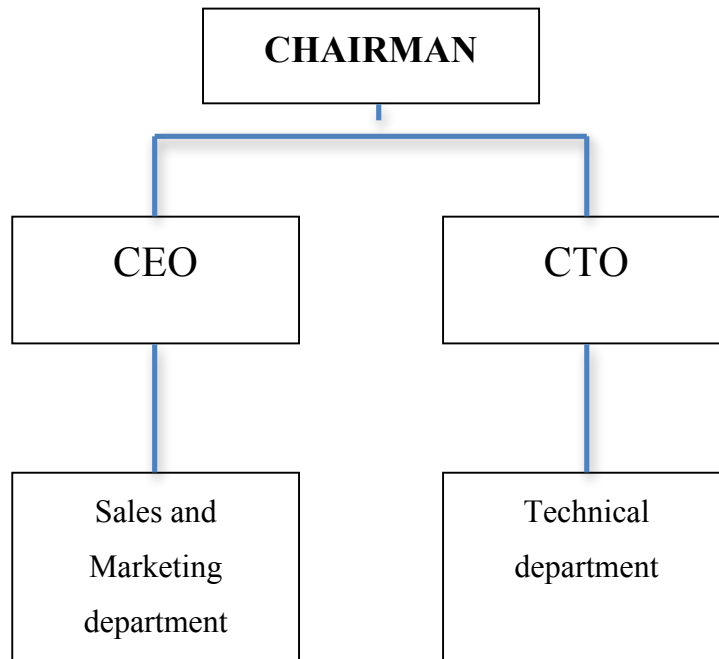 CHAIRMAN
CEO
CTO
Sales and
Marketing
department
Technical
department